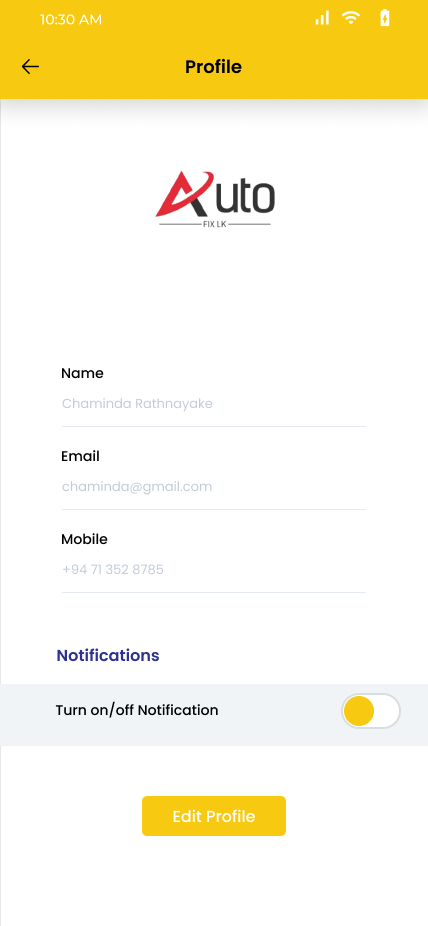 10:30 AM
Profile
Auto
FIX LK
Name
Chaminda Rathnayake
Email
chaminda@gmail.com
Mobile
+94 71 352 8785
Notifications
Turn on/off Notification
Edit Profile